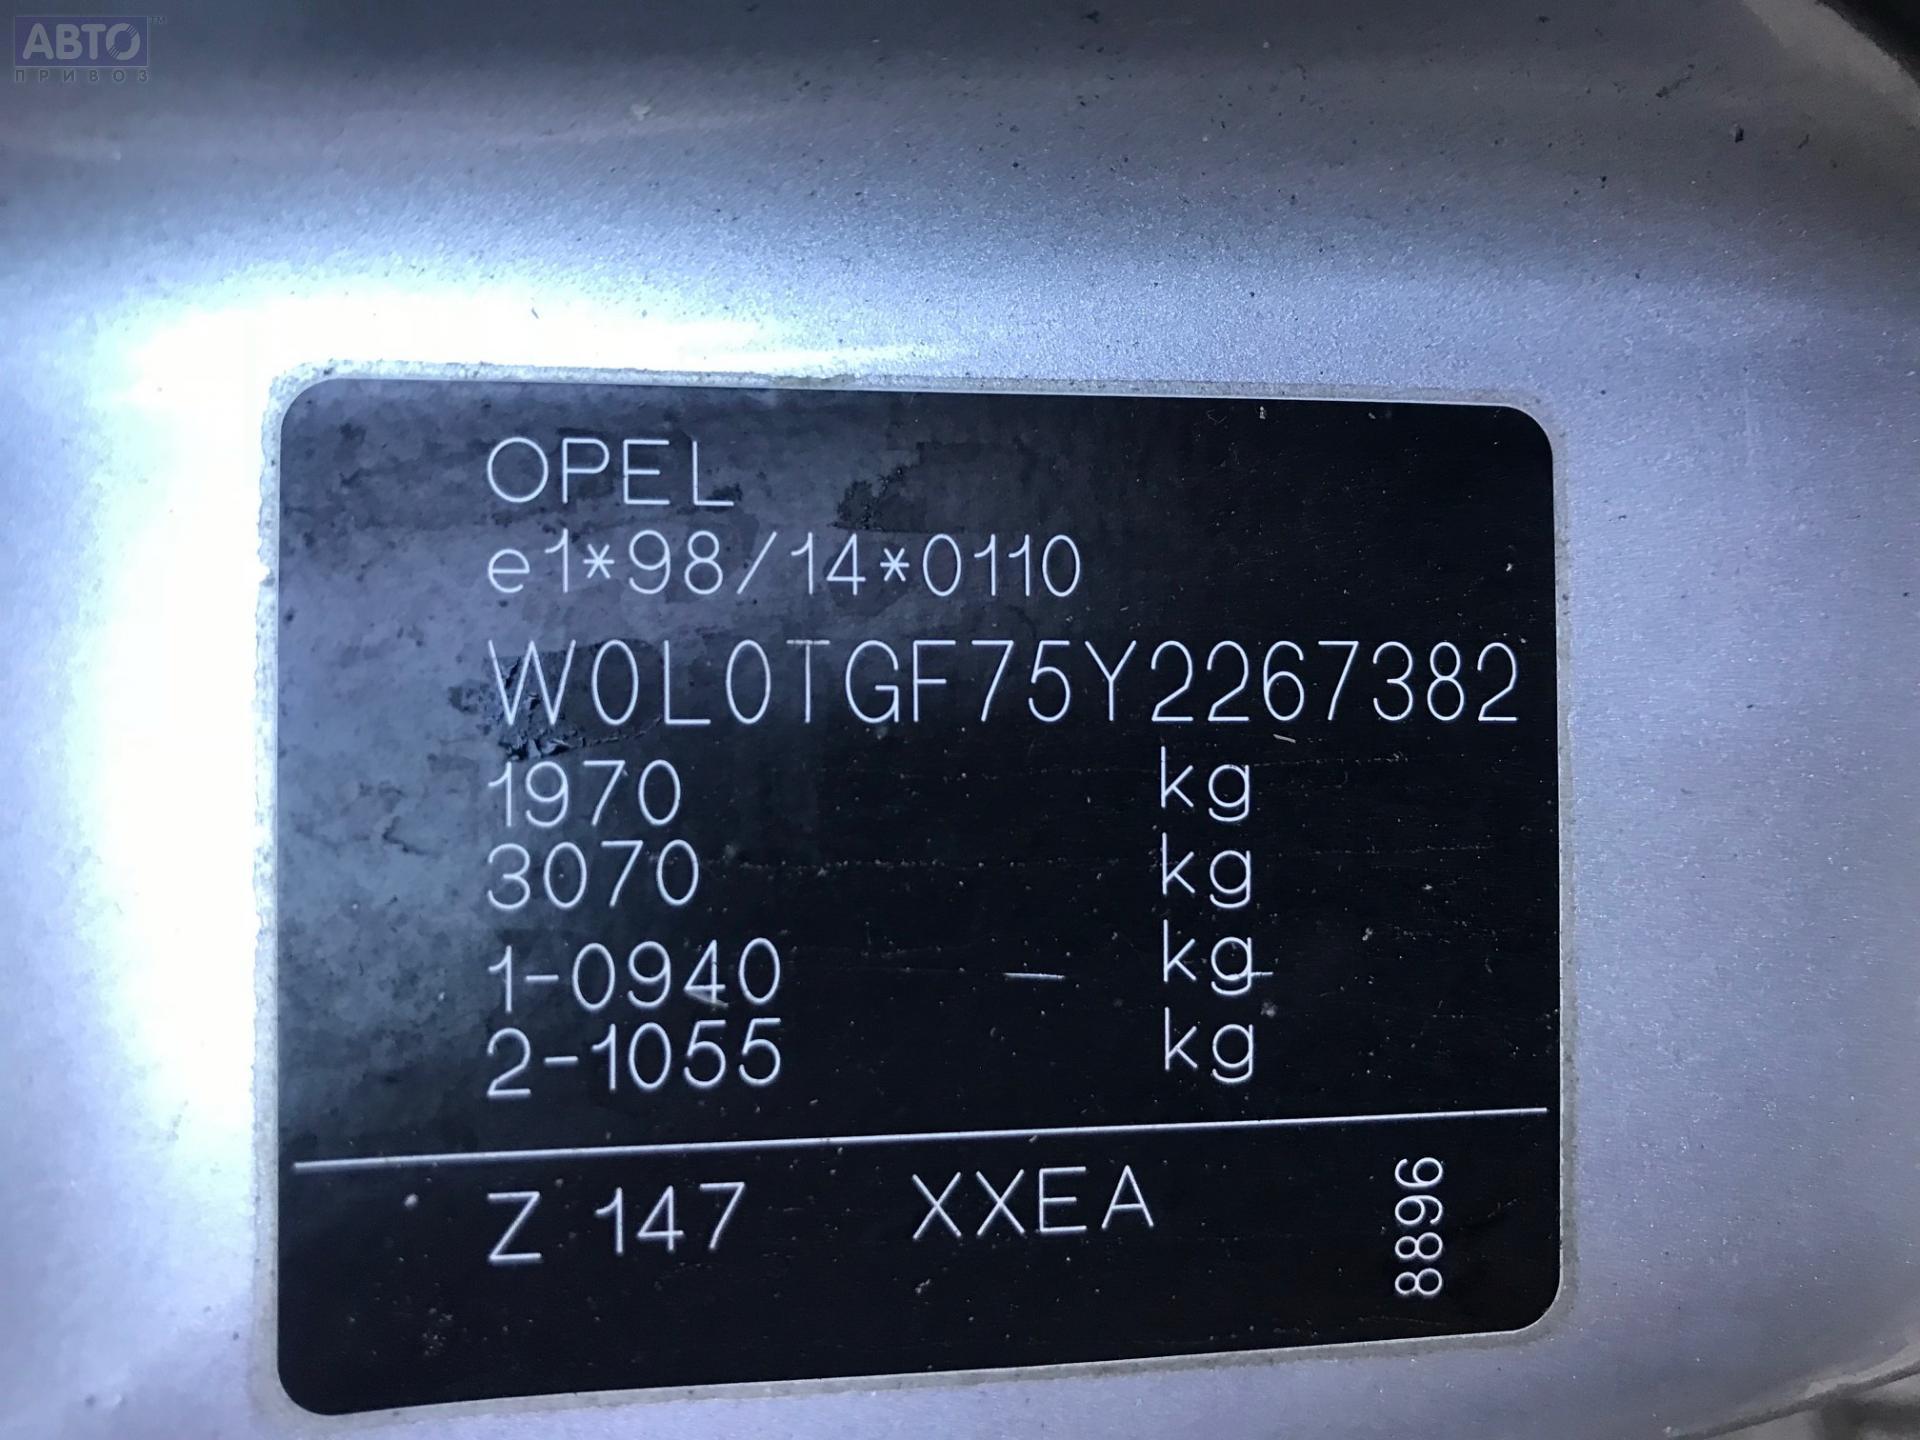 АВТО™
ПРИВОЗ
OPEL
e1*98/14*0110
W0L0TGF75Y2267382
1970 kg
3070 kg
1-0940 kg
2-1055 kg
Z 147 XXEA 8896